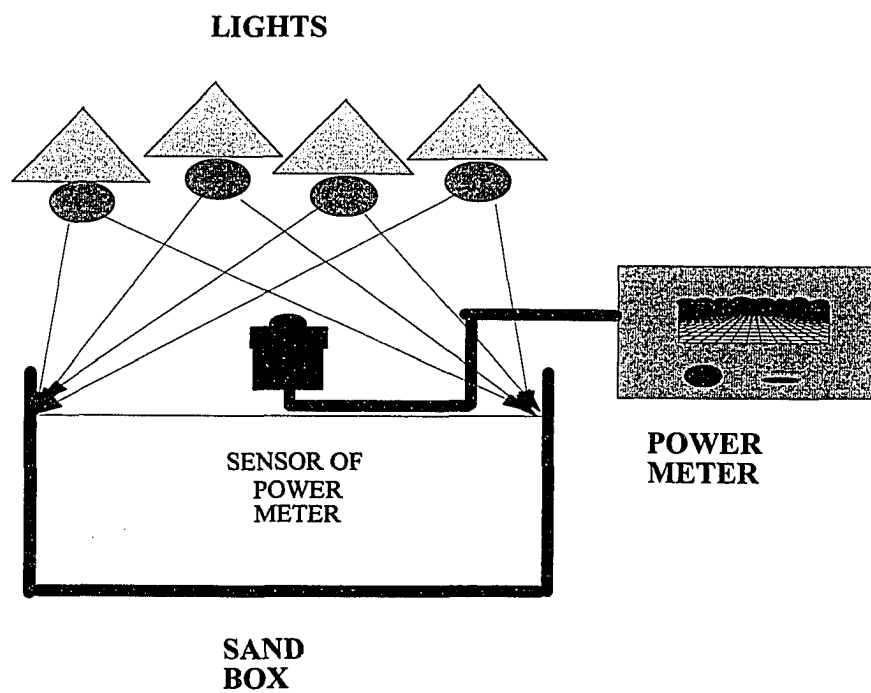 LIGHTS
SENSOR OF
POWER
METER
POWER
METER
SAND
BOX